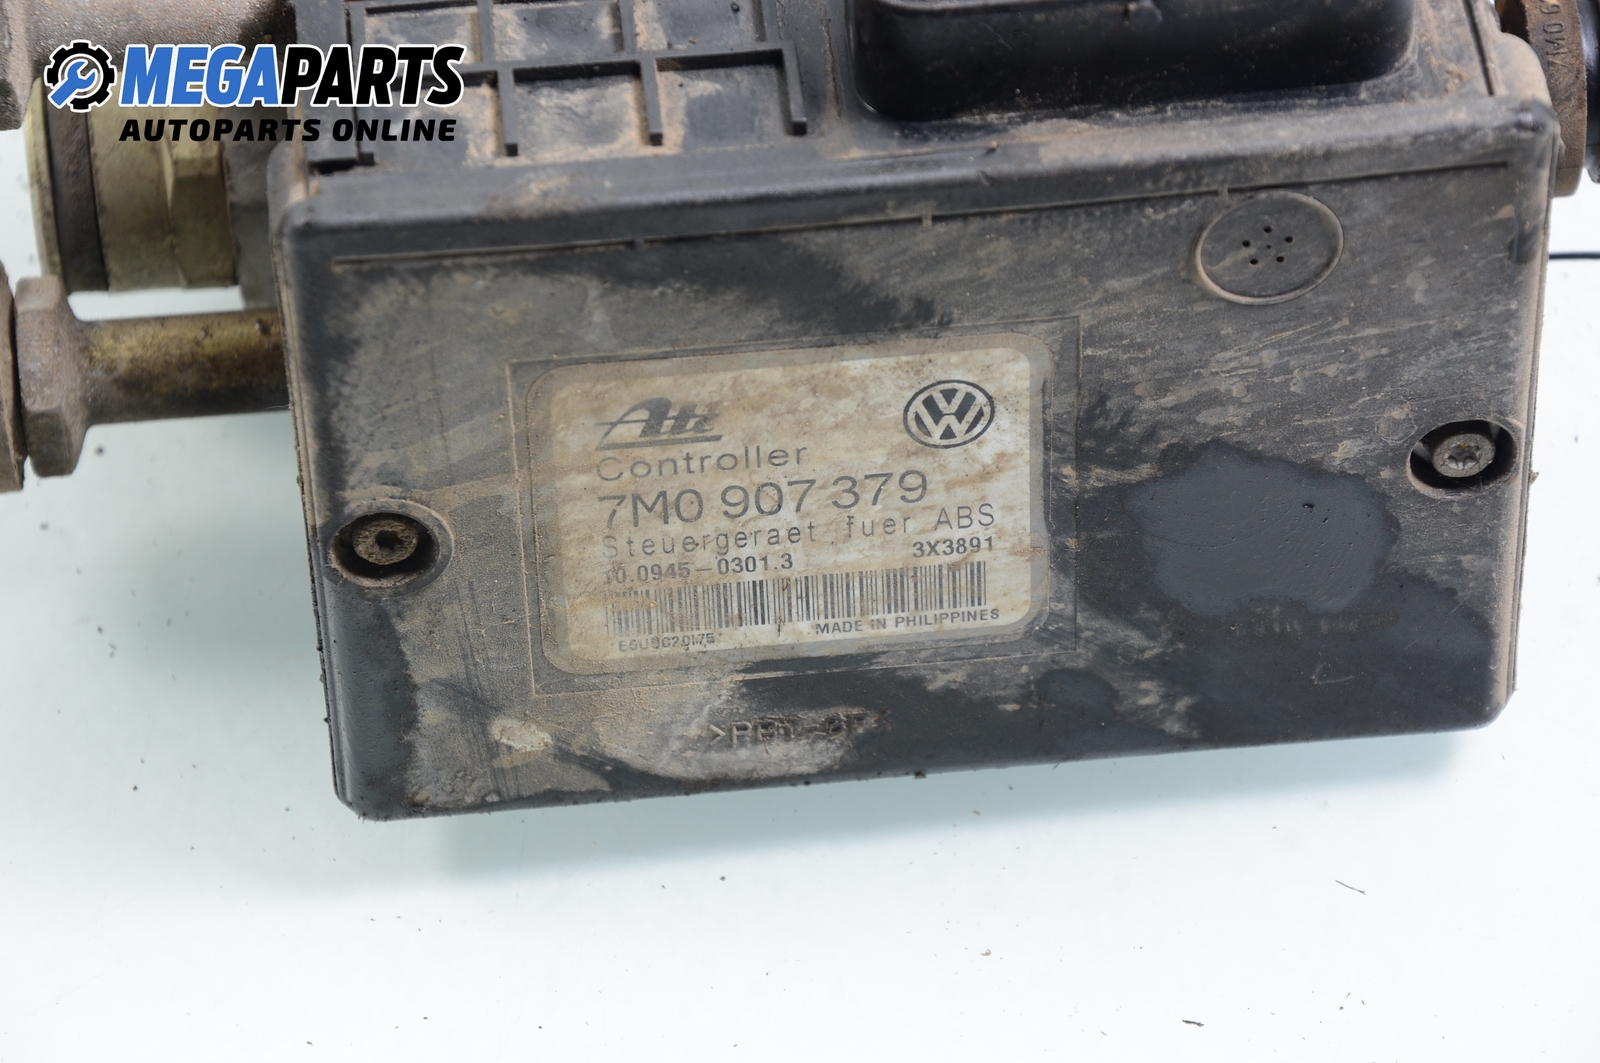 MEGAPARTS
AUTOPARTS ONLINE
Ate
Controller
7M0 907 379
Steuergeraet fuer ABS
10.0945-0301.3 3X3891
MADE IN PHILIPPINES